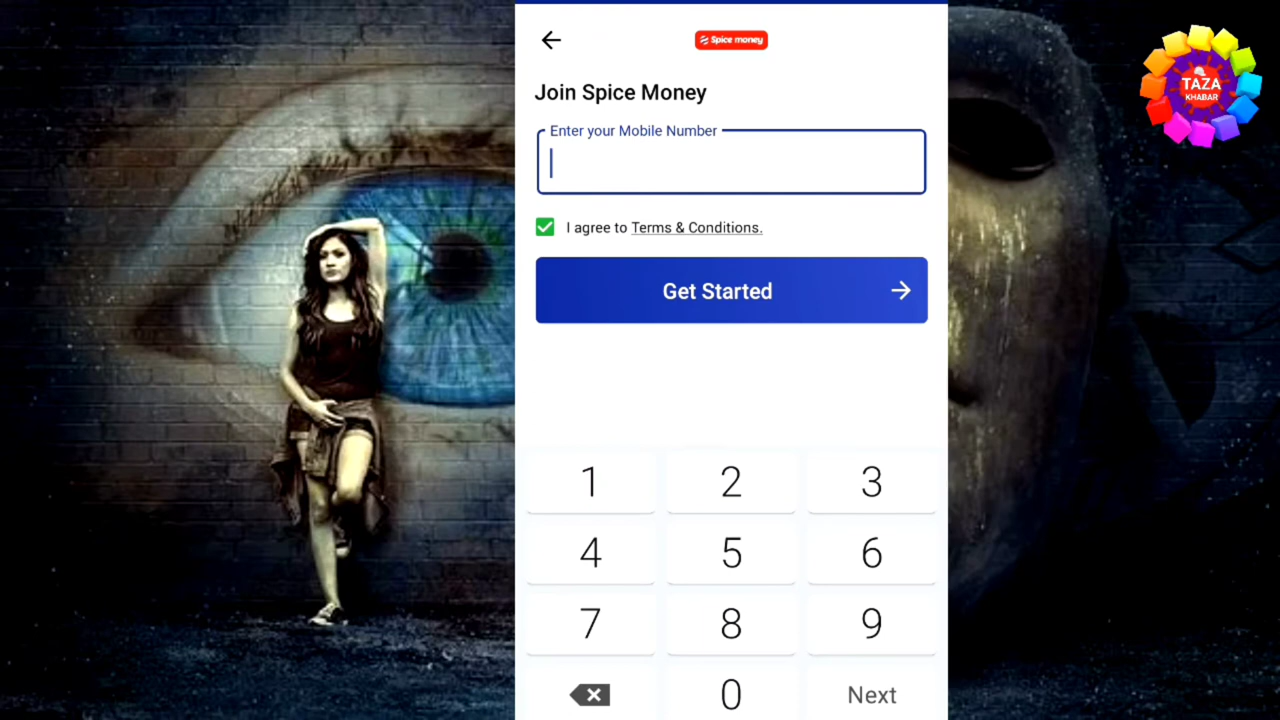 Spice money
TAZA
KHABAR
Join Spice Money
Enter your Mobile Number
I agree to Terms & Conditions.
Get Started
1 2 3
4 5 6
7 8 9
0 Next